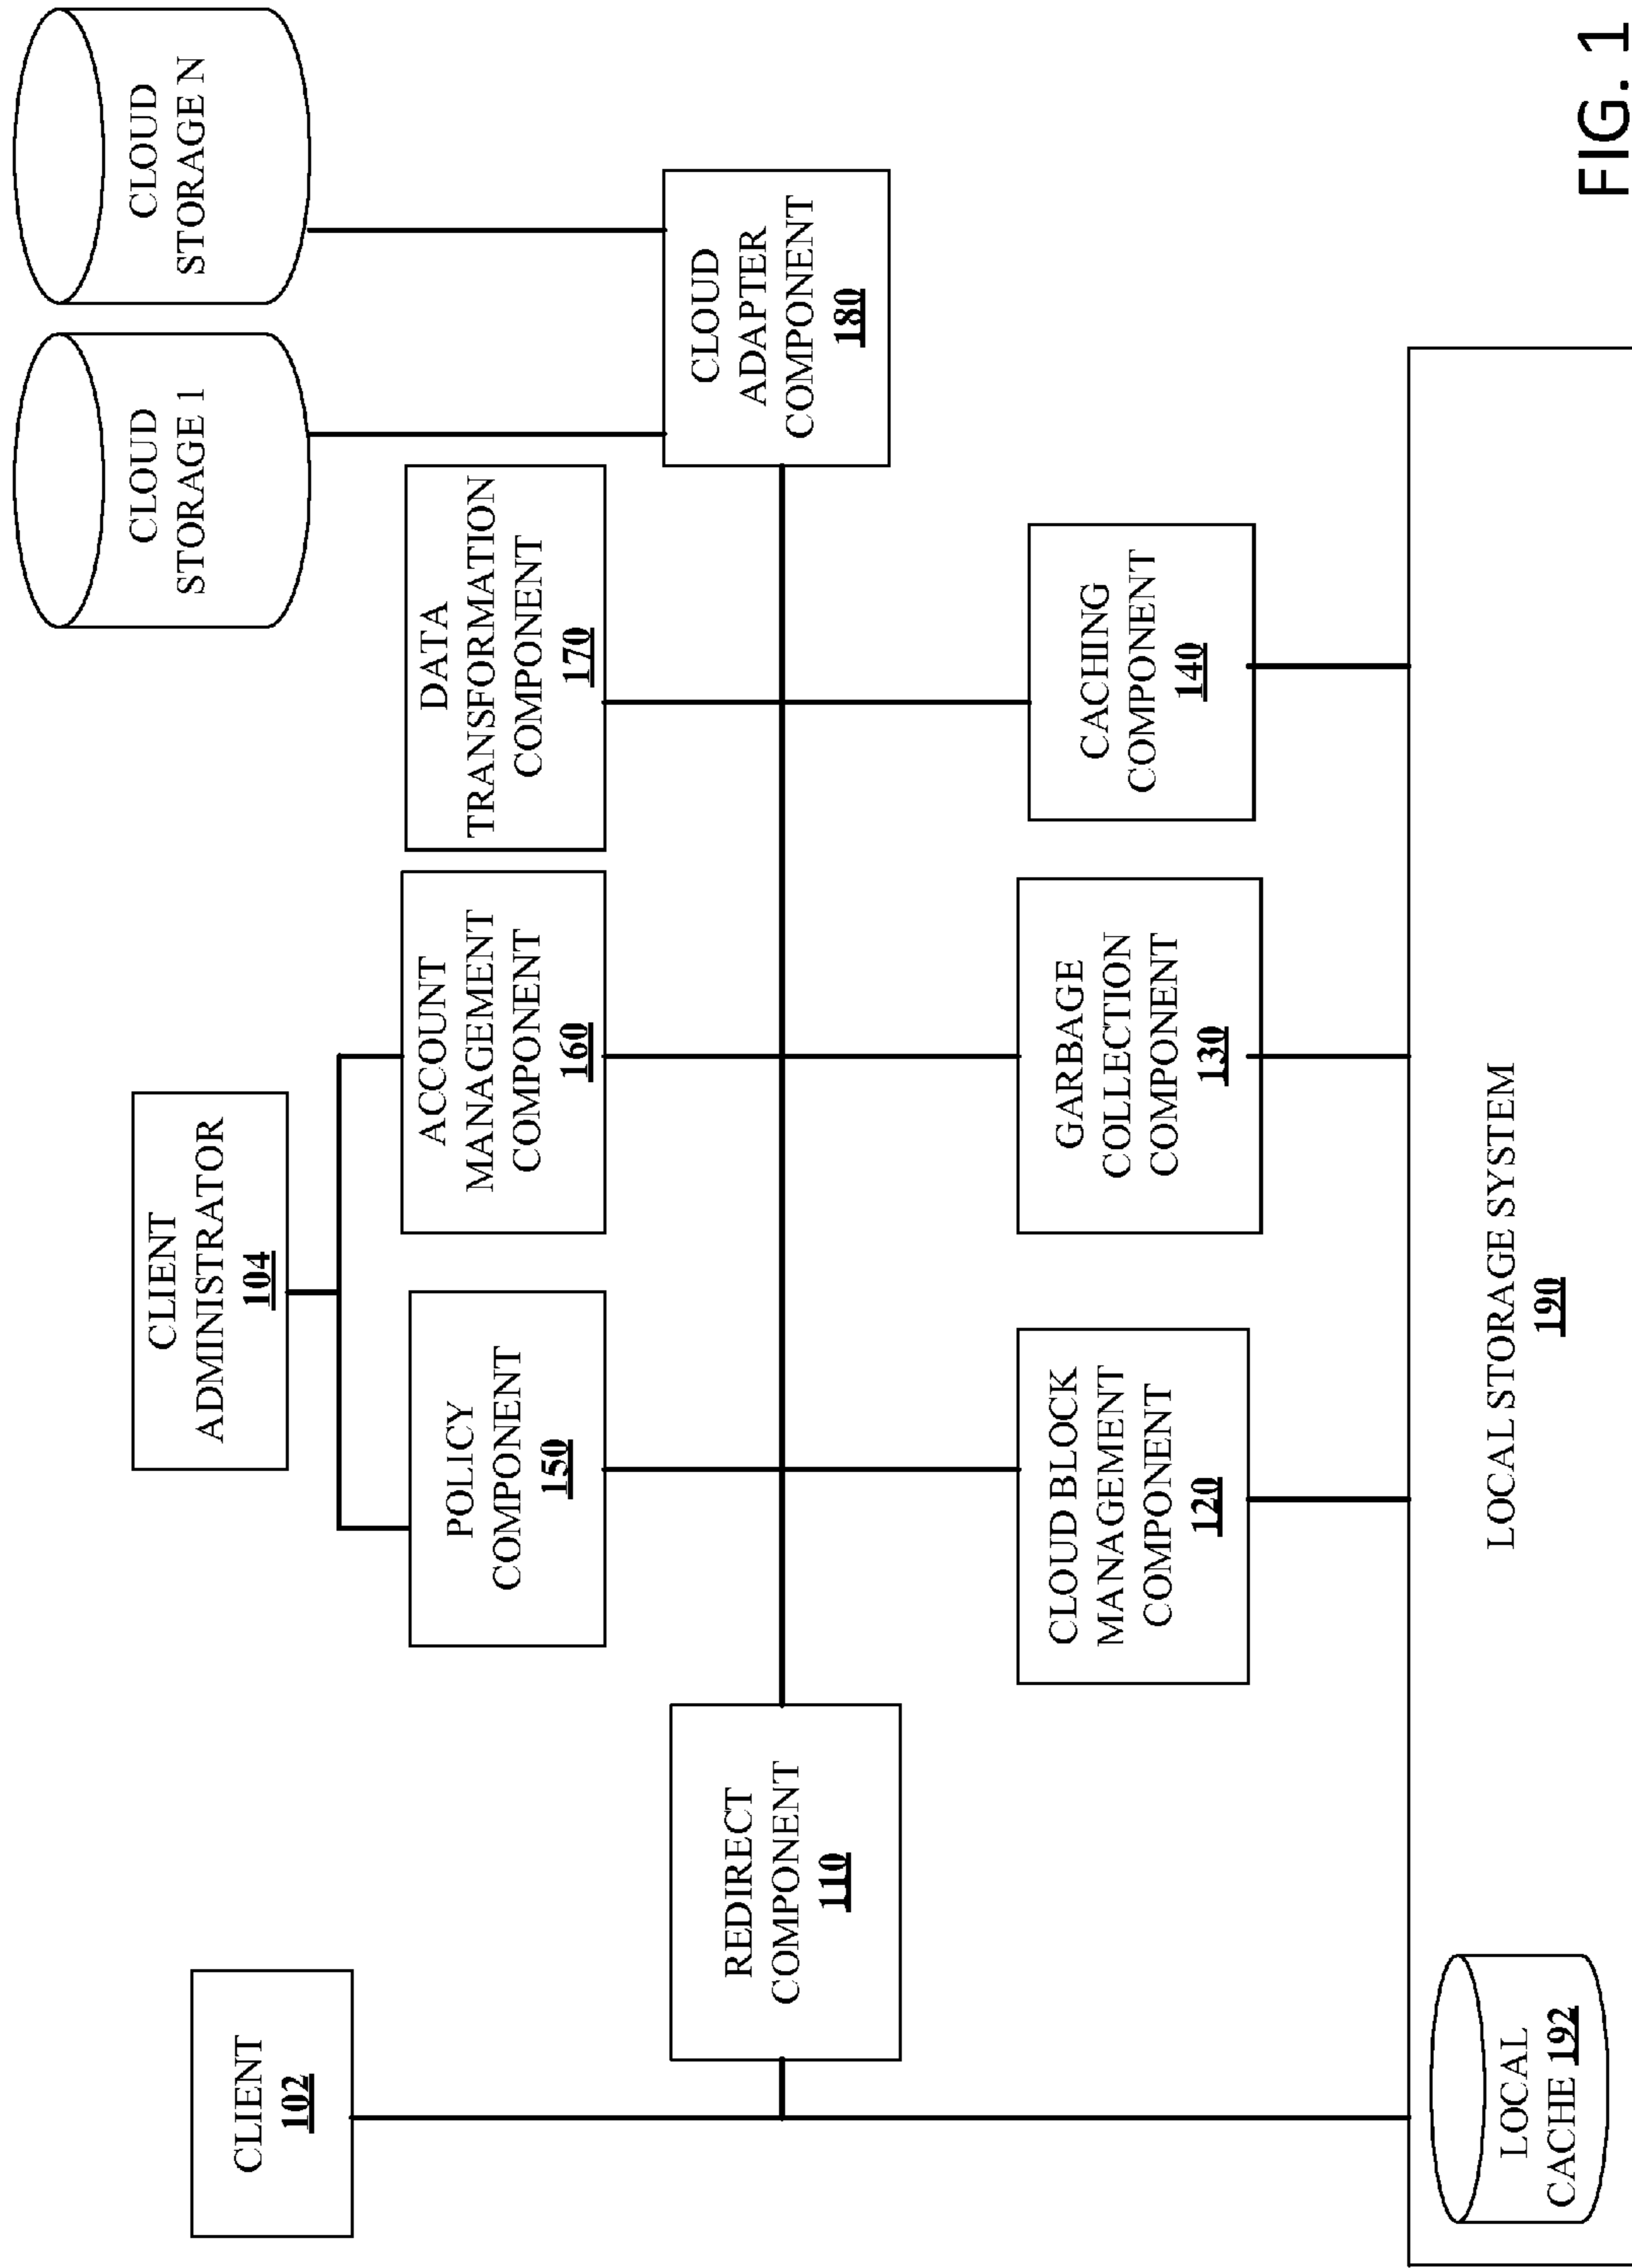 CLOUD
STORAGE 1
CLOUD
STORAGE N
CLIENT
ADMINISTRATOR
104
CLIENT
102
POLICY
COMPONENT
150
ACCOUNT
MANAGEMENT
COMPONENT
160
DATA
TRANSFORMATION
COMPONENT
170
REDIRECT
COMPONENT
110
CLOUD
ADAPTER
COMPONENT
180
CLOUD BLOCK
MANAGEMENT
COMPONENT
120
GARBAGE
COLLECTION
COMPONENT
130
CACHING
COMPONENT
140
LOCAL
CACHE 192
LOCAL STORAGE SYSTEM
190
FIG. 1